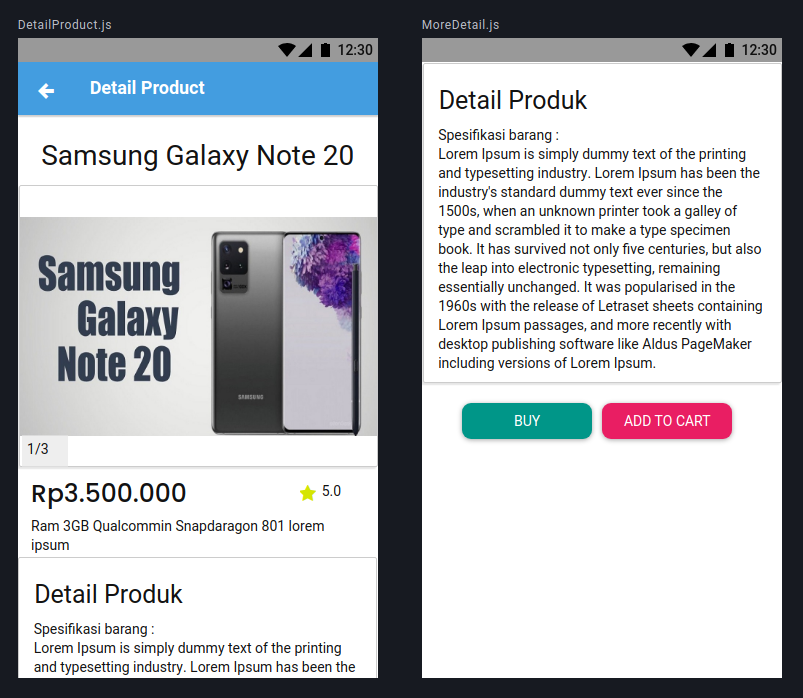 DetailProduct.js
12:30
Detail Product
Samsung Galaxy Note 20
Samsung
Galaxy
Note 20
SAMSUNG
1/3
Rp3.500.000
5.0
Ram 3GB Qualcommin Snapdaragon 801 lorem
ipsum
Detail Produk
Spesifikasi barang :
Lorem Ipsum is simply dummy text of the printing
and typesetting industry. Lorem Ipsum has been the
MoreDetail.js
12:30
Detail Produk
Spesifikasi barang :
Lorem Ipsum is simply dummy text of the printing
and typesetting industry. Lorem Ipsum has been the
industry's standard dummy text ever since the
1500s, when an unknown printer took a galley of
type and scrambled it to make a type specimen
book. It has survived not only five centuries, but also
the leap into electronic typesetting, remaining
essentially unchanged. It was popularised in the
1960s with the release of Letraset sheets containing
Lorem Ipsum passages, and more recently with
desktop publishing software like Aldus PageMaker
including versions of Lorem Ipsum.
BUY
ADD TO CART